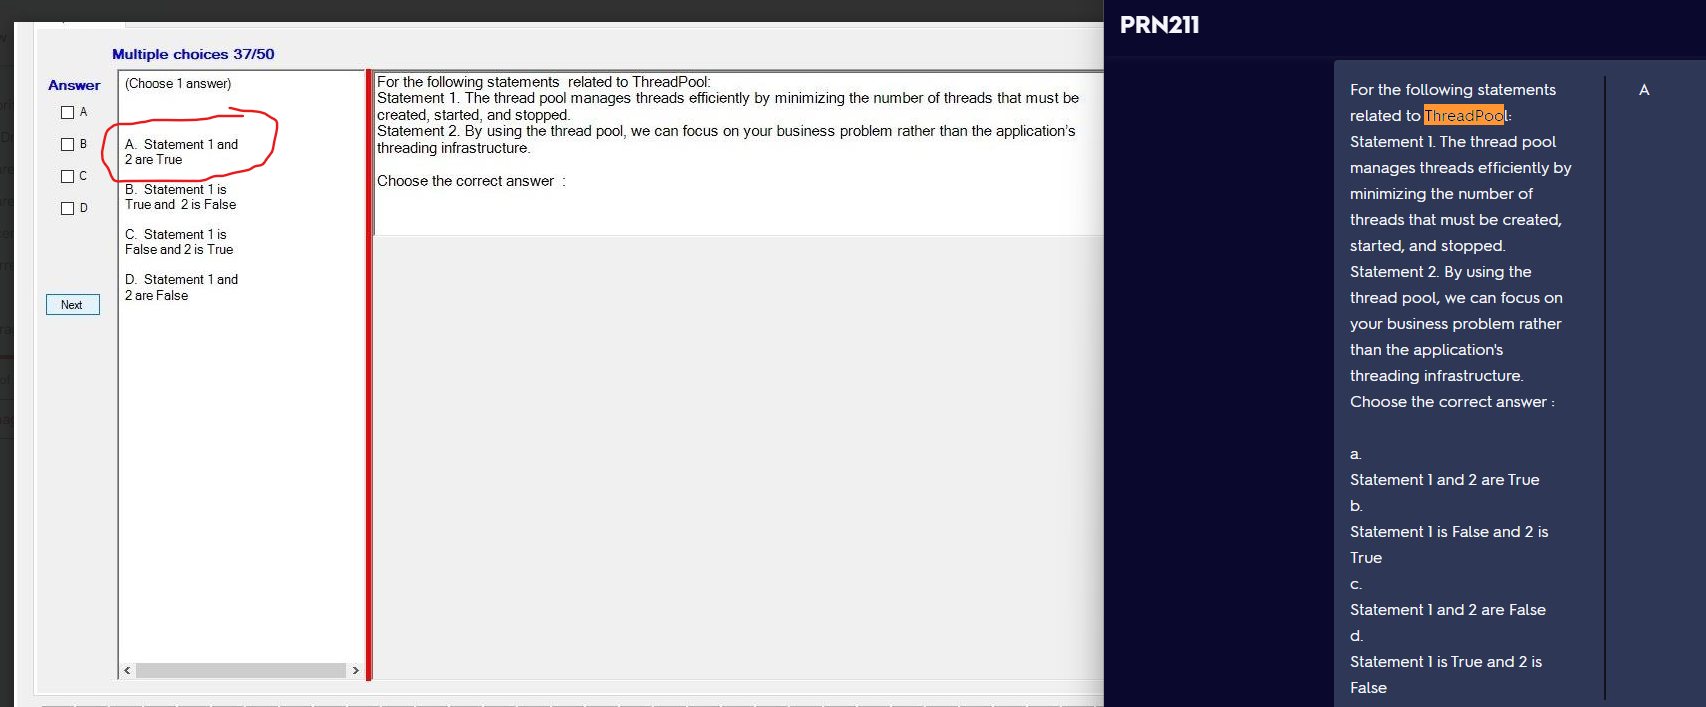 Multiple choices 37/50
Answer
A
B
C
D
Next
(Choose 1 answer)
A. Statement 1 and
2 are True
B. Statement 1 is
True and 2 is False
C. Statement 1 is
False and 2 is True
D. Statement 1 and
2 are False
For the following statements related to ThreadPool:
Statement 1. The thread pool manages threads efficiently by minimizing the number of threads that must be
created, started, and stopped.
Statement 2. By using the thread pool, we can focus on your business problem rather than the application's
threading infrastructure.
Choose the correct answer :
PRN211
For the following statements
related to ThreadPool:
Statement 1. The thread pool
manages threads efficiently by
minimizing the number of
threads that must be created,
started, and stopped.
Statement 2. By using the
thread pool, we can focus on
your business problem rather
than the application's
threading infrastructure.
Choose the correct answer :
a.
Statement 1 and 2 are True
b.
Statement 1 is False and 2 is
True
c.
Statement 1 and 2 are False
d.
Statement 1 is True and 2 is
False
A